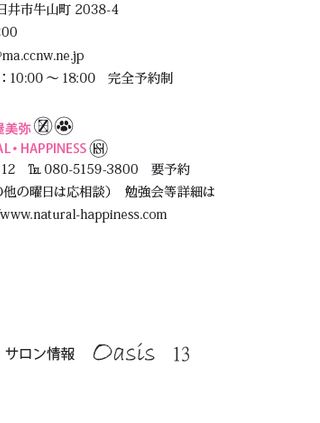 日井市牛山町 2038-4
:00
@ma.ccnw.ne.jp
：10:00 〜 18:00　完全予約制
美弥
AL・HAPPINESS
12　℡ 080-5159-3800　要予約
の他の曜日は応相談）　勉強会等詳細は
/www.natural-happiness.com
サロン情報　Oasis　13